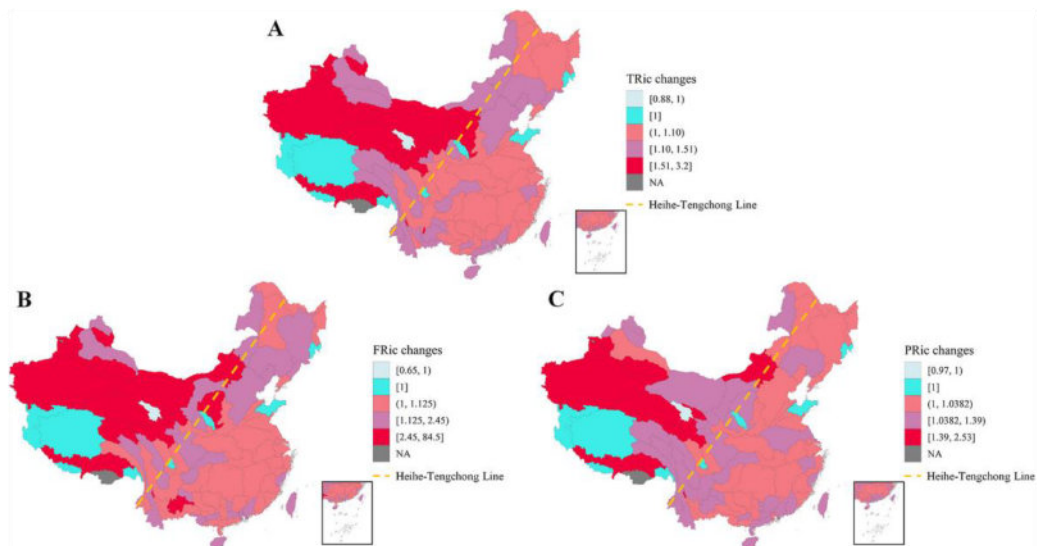 A
TRic changes
[0.88, 1)
[1]
(1, 1.10)
[1.10, 1.51)
[1.51, 3.2]
NA
Heihe-Tengchong Line
B
FRic changes
[0.65, 1)
[1]
(1, 1.125)
[1.125, 2.45)
[2.45, 84.5]
NA
Heihe-Tengchong Line
C
PRic changes
[0.97, 1)
[1]
(1, 1.0382)
[1.0382, 1.39)
[1.39, 2.53]
NA
Heihe-Tengchong Line